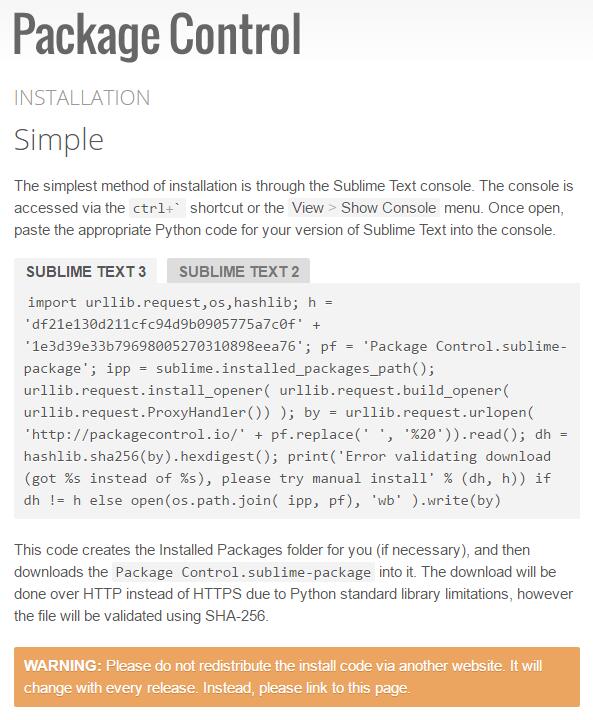 Package Control
INSTALLATION
Simple
The simplest method of installation is through the Sublime Text console. The console is
accessed via the ctrl+` shortcut or the View > Show Console menu. Once open,
paste the appropriate Python code for your version of Sublime Text into the console.
SUBLIME TEXT 3 SUBLIME TEXT 2
import urllib.request,os,hashlib; h =
'df21e130d211cfc94d9b0905775a7c0f' +
'1e3d39e33b79698005270310898eea76'; pf = 'Package Control.sublime-
package'; ipp = sublime.installed_packages_path();
urllib.request.install_opener( urllib.request.build_opener(
urllib.request.ProxyHandler()) ); by = urllib.request.urlopen(
'http://packagecontrol.io/' + pf.replace(' ', '%20')).read(); dh =
hashlib.sha256(by).hexdigest(); print('Error validating download
(got %s instead of %s), please try manual install' % (dh, h)) if
dh != h else open(os.path.join( ipp, pf), 'wb' ).write(by)
This code creates the Installed Packages folder for you (if necessary), and then
downloads the Package Control.sublime-package into it. The download will be
done over HTTP instead of HTTPS due to Python standard library limitations, however
the file will be validated using SHA-256.
WARNING: Please do not redistribute the install code via another website. It will
change with every release. Instead, please link to this page.